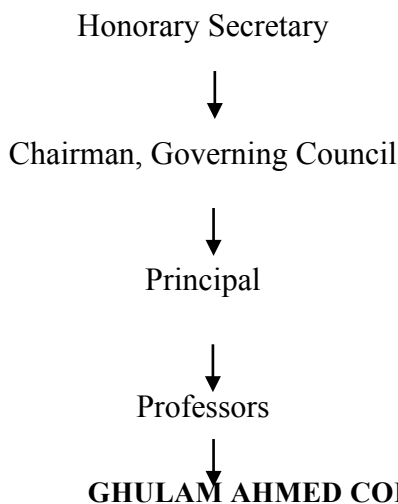 Honorary Secretary
Chairman, Governing Council
Principal
Professors
GHULAM AHMED